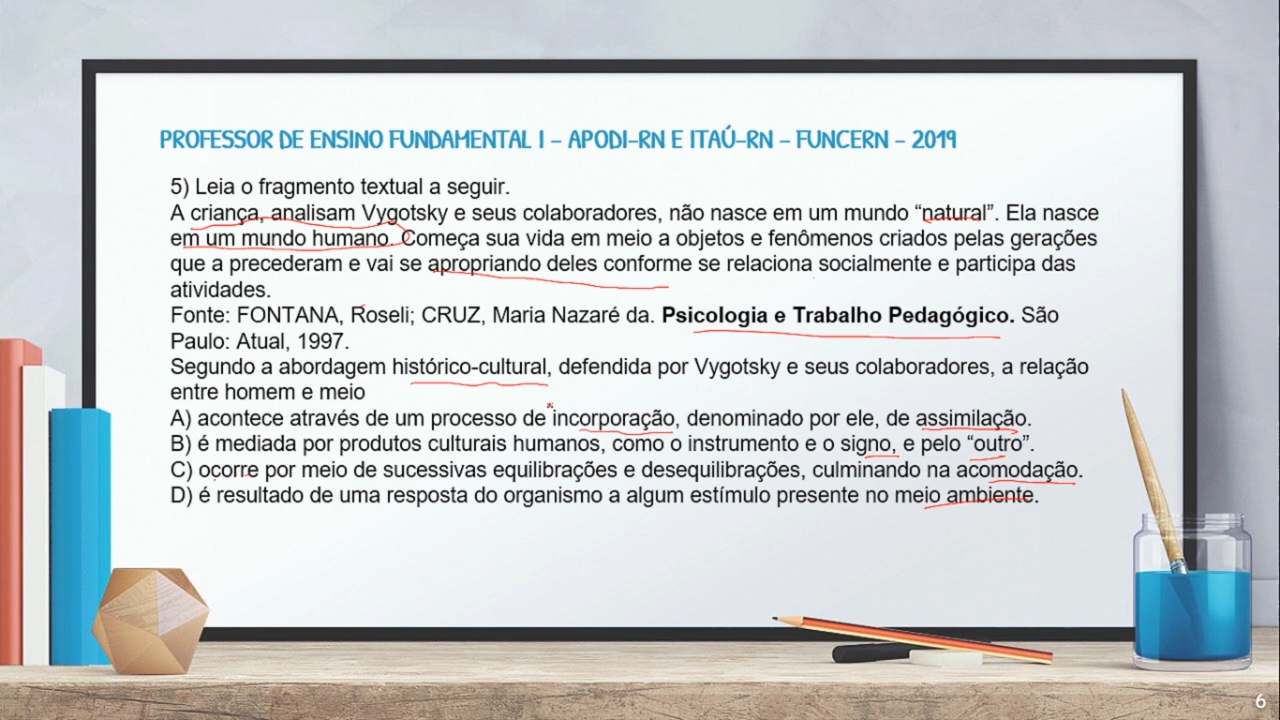 PROFESSOR DE ENSINO FUNDAMENTAL I – APODI-RN E ITAÚ-RN – FUNCERN – 2019
5) Leia o fragmento textual a seguir.
A criança, analisam Vygotsky e seus colaboradores, não nasce em um mundo “natural”. Ela nasce
em um mundo humano. Começa sua vida em meio a objetos e fenômenos criados pelas gerações
que a precederam e vai se apropriando deles conforme se relaciona socialmente e participa das
atividades.
Fonte: FONTANA, Roseli; CRUZ, Maria Nazaré da. Psicologia e Trabalho Pedagógico. São
Paulo: Atual, 1997.
Segundo a abordagem histórico-cultural, defendida por Vygotsky e seus colaboradores, a relação
entre homem e meio
A) acontece através de um processo de incorporação, denominado por ele, de assimilação.
B) é mediada por produtos culturais humanos, como o instrumento e o signo, e pelo “outro”.
C) ocorre por meio de sucessivas equilibrações e desequilibrações, culminando na acomodação.
D) é resultado de uma resposta do organismo a algum estímulo presente no meio ambiente.
6